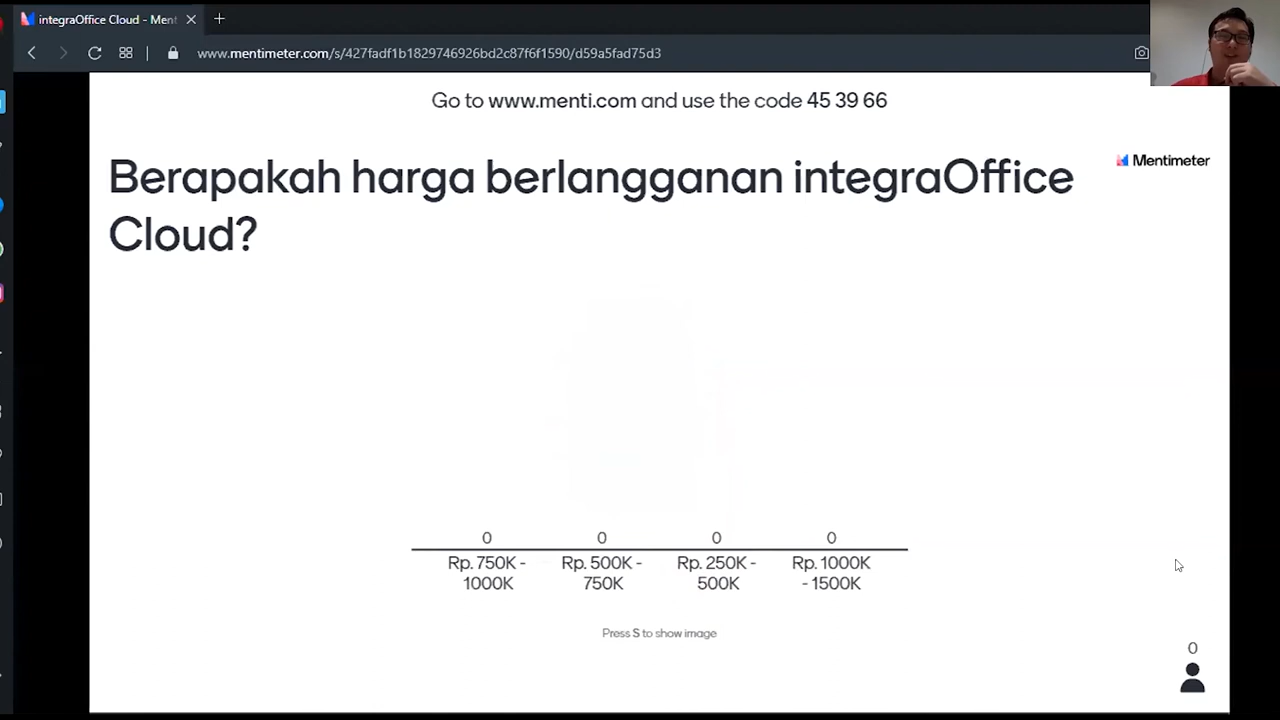 integraOffice Cloud - Ment
www.mentimeter.com/s/427fadf1b1829746926bd2c87f6f1590/d59a5fad75d3
Go to www.menti.com and use the code 45 39 66
Mentimeter
Berapakah harga berlangganan integraOffice
Cloud?
0 0 0 0
Rp. 750K - Rp. 500K - Rp. 250K - Rp. 1000K
1000K 750K 500K - 1500K
Press S to show image
0